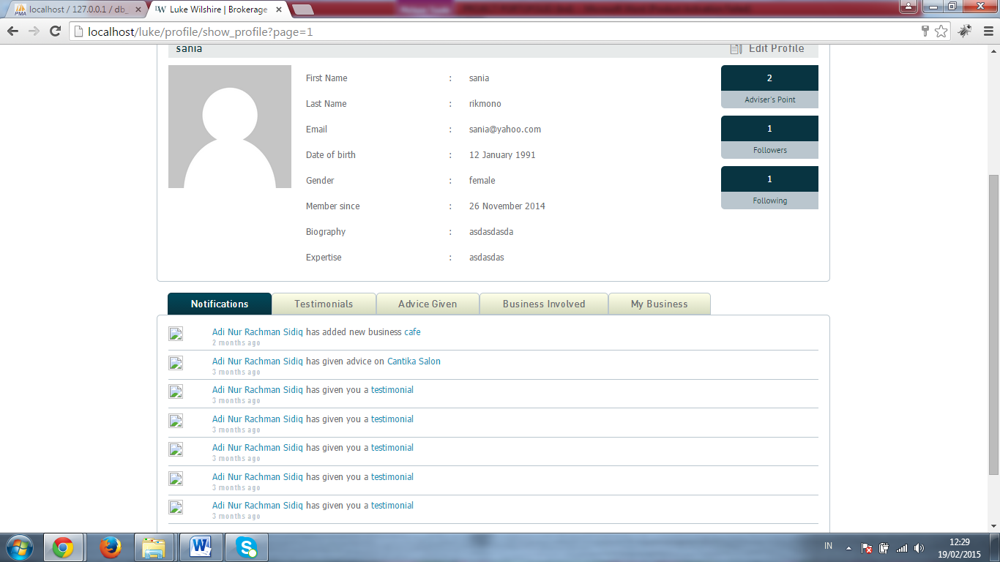 localhost / 127.0.0.1 / db_
Luke Wilshire | Brokerage
localhost/luke/profile/show_profile?page=1
sania
Edit Profile
First Name : sania
Last Name : rikmono
Email : sania@yahoo.com
Date of birth : 12 January 1991
Gender : female
Member since : 26 November 2014
Biography : asdasdasda
Expertise : asdasdas
2
Adviser's Point
1
Followers
1
Following
Notifications Testimonials Advice Given Business Involved My Business
Adi Nur Rachman Sidiq has added new business cafe
2 months ago
Adi Nur Rachman Sidiq has given advice on Cantika Salon
3 months ago
Adi Nur Rachman Sidiq has given you a testimonial
3 months ago
Adi Nur Rachman Sidiq has given you a testimonial
3 months ago
Adi Nur Rachman Sidiq has given you a testimonial
3 months ago
Adi Nur Rachman Sidiq has given you a testimonial
3 months ago
Adi Nur Rachman Sidiq has given you a testimonial
3 months ago
IN
12:29
19/02/2015